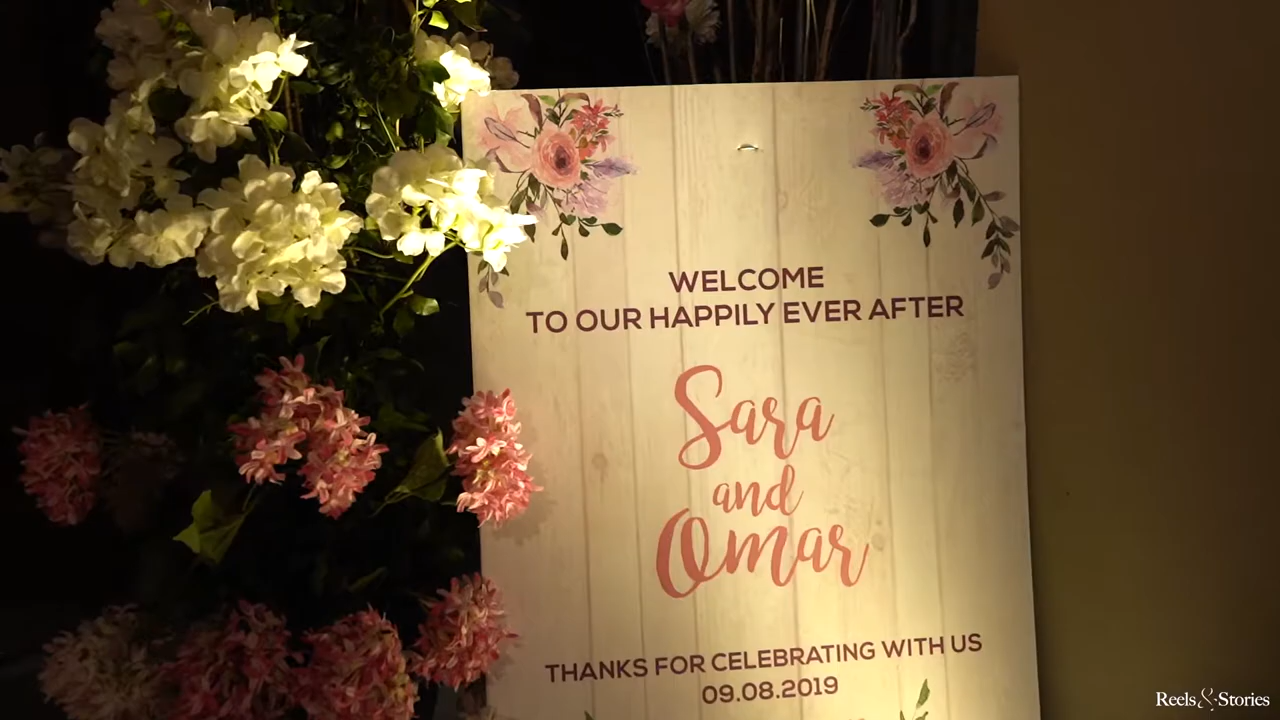 WELCOME
TO OUR HAPPILY EVER AFTER
Sara
and
Omar
THANKS FOR CELEBRATING WITH US
09.08.2019
Reels & Stories